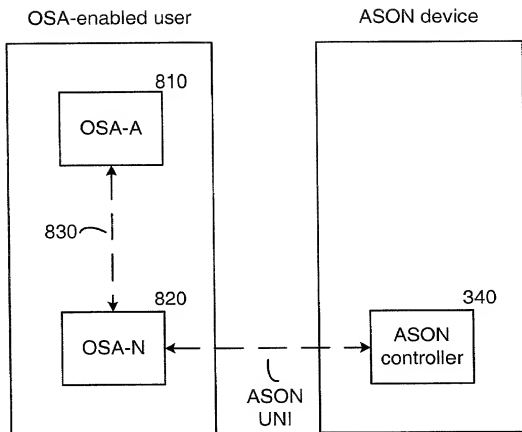 OSA-enabled user
ASON device
810
OSA-A
830
820
OSA-N
340
ASON
controller
ASON
UNI